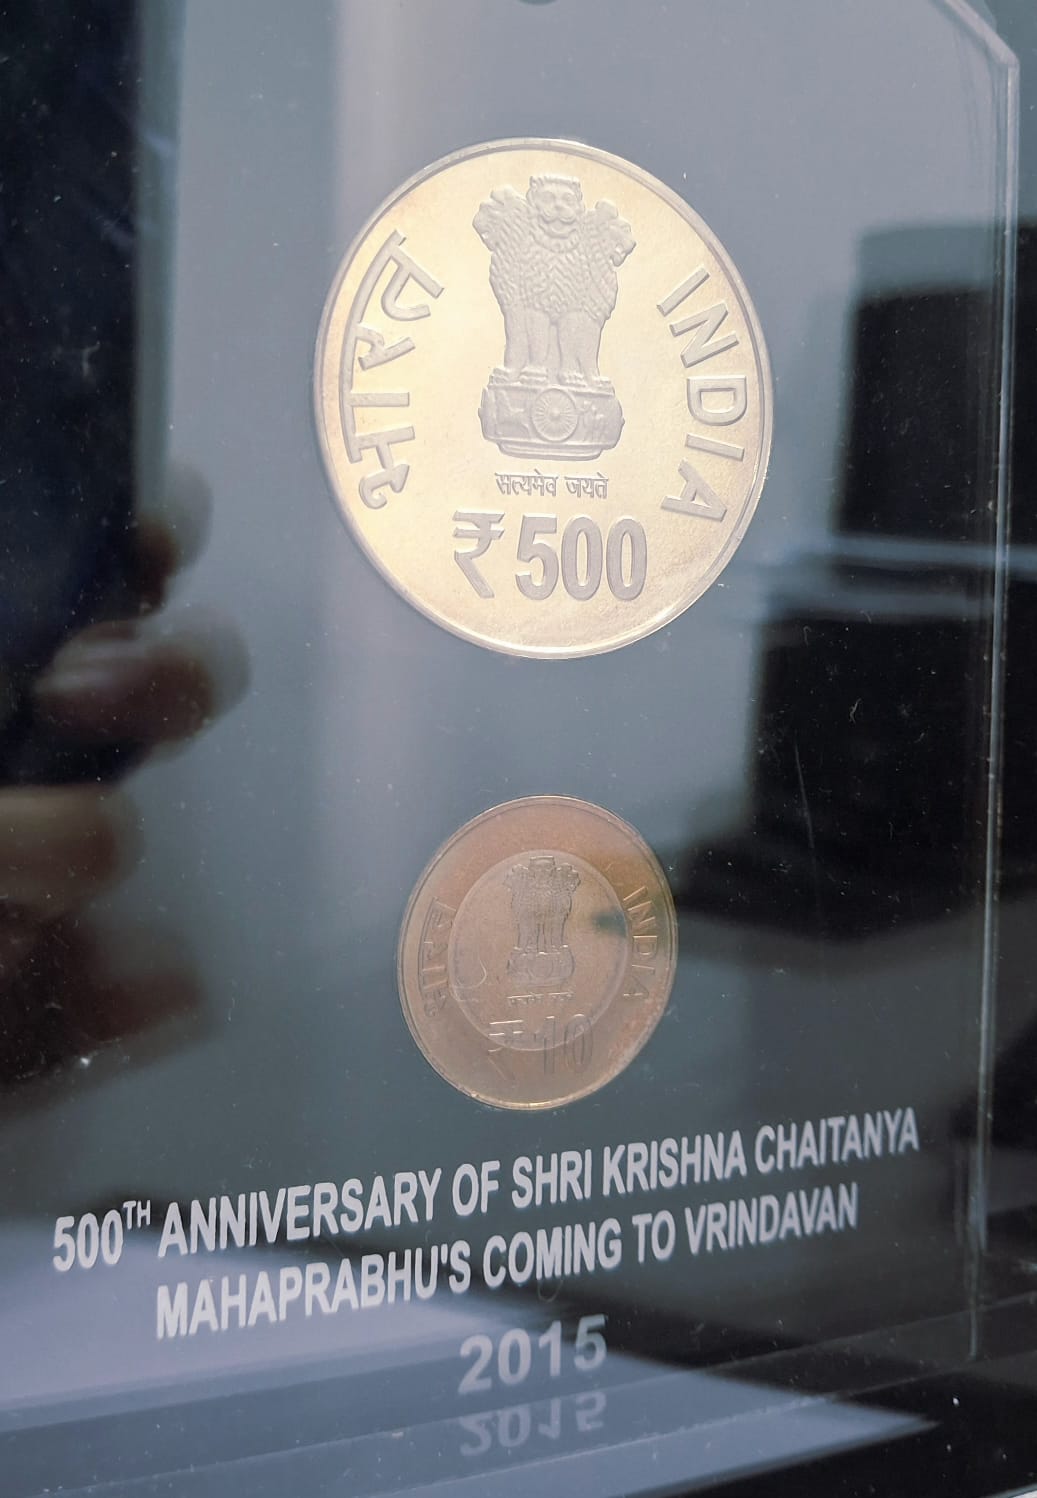 भारत
INDIA
सत्यमेव जयते
₹ 500
भारत
INDIA
₹ 10
500TH ANNIVERSARY OF SHRI KRISHNA CHAITANYA
MAHAPRABHU'S COMING TO VRINDAVAN
2015